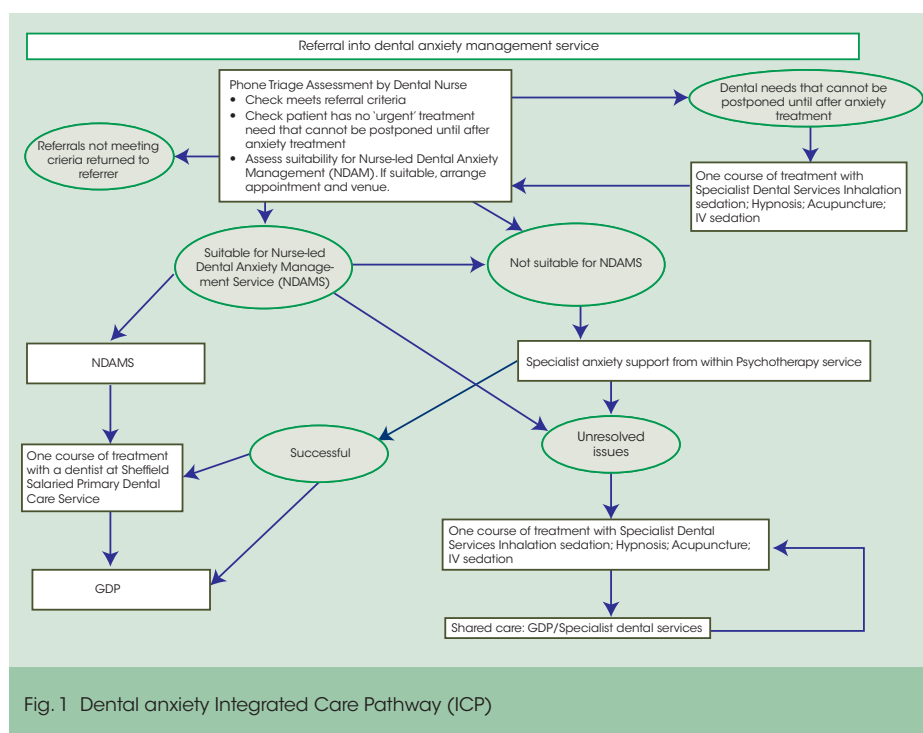 Referral into dental anxiety management service
Phone Triage Assessment by Dental Nurse
• Check meets referral criteria
• Check patient has no 'urgent' treatment
need that cannot be postponed until after
anxiety treatment
• Assess suitability for Nurse-led Dental Anxiety
Management (NDAM). If suitable, arrange
appointment and venue.
Dental needs that cannot be
postponed until after anxiety
treatment
Referrals not meeting
crieria returned to
referrer
One course of treatment with
Specialist Dental Services Inhalation
sedation; Hypnosis; Acupuncture;
IV sedation
Suitable for Nurse-led
Dental Anxiety Manage-
ment Service (NDAMS)
Not suitable for NDAMS
NDAMS
Specialist anxiety support from within Psychotherapy service
One course of treatment
with a dentist at Sheffield
Salaried Primary Dental
Care Service
Successful
Unresolved
issues
One course of treatment with Specialist Dental
Services Inhalation sedation; Hypnosis; Acupuncture;
IV sedation
GDP
Shared care: GDP/Specialist dental services
Fig. 1 Dental anxiety Integrated Care Pathway (ICP)